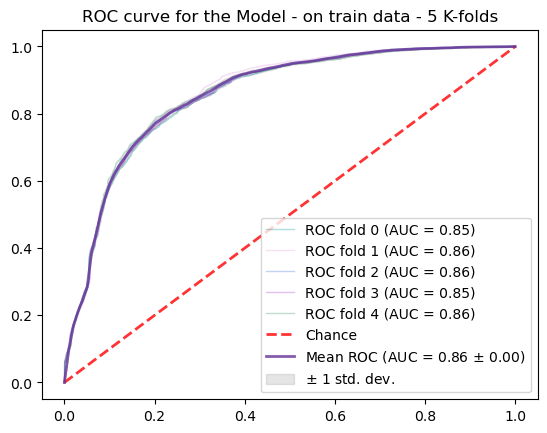 ROC curve for the Model - on train data - 5 K-folds
1.0
0.8
0.6
0.4
0.2
0.0
ROC fold 0 (AUC = 0.85)
ROC fold 1 (AUC = 0.86)
ROC fold 2 (AUC = 0.86)
ROC fold 3 (AUC = 0.85)
ROC fold 4 (AUC = 0.86)
Chance
Mean ROC (AUC = 0.86 ± 0.00)
± 1 std. dev.
0.0 0.2 0.4 0.6 0.8 1.0